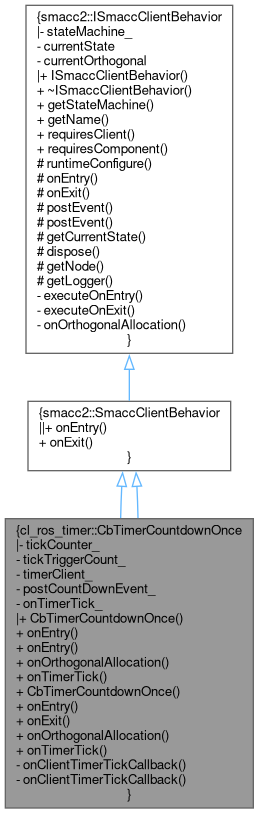 {smacc2::ISmaccClientBehavior
|- stateMachine_
- currentState
- currentOrthogonal
|+ ISmaccClientBehavior()
+ ~ISmaccClientBehavior()
+ getStateMachine()
+ getName()
+ requiresClient()
+ requiresComponent()
# runtimeConfigure()
# onEntry()
# onExit()
# postEvent()
# postEvent()
# getCurrentState()
# dispose()
# getNode()
# getLogger()
- executeOnEntry()
- executeOnExit()
- onOrthogonalAllocation()
}
{smacc2::SmaccClientBehavior
||+ onEntry()
+ onExit()
}
{cl_ros_timer::CbTimerCountdownOnce
|- tickCounter_
- tickTriggerCount_
- timerClient_
- postCountDownEvent_
- onTimerTick_
|+ CbTimerCountdownOnce()
+ onEntry()
+ onEntry()
+ onOrthogonalAllocation()
+ onTimerTick()
+ CbTimerCountdownOnce()
+ onEntry()
+ onExit()
+ onOrthogonalAllocation()
+ onTimerTick()
- onClientTimerTickCallback()
- onClientTimerTickCallback()
}